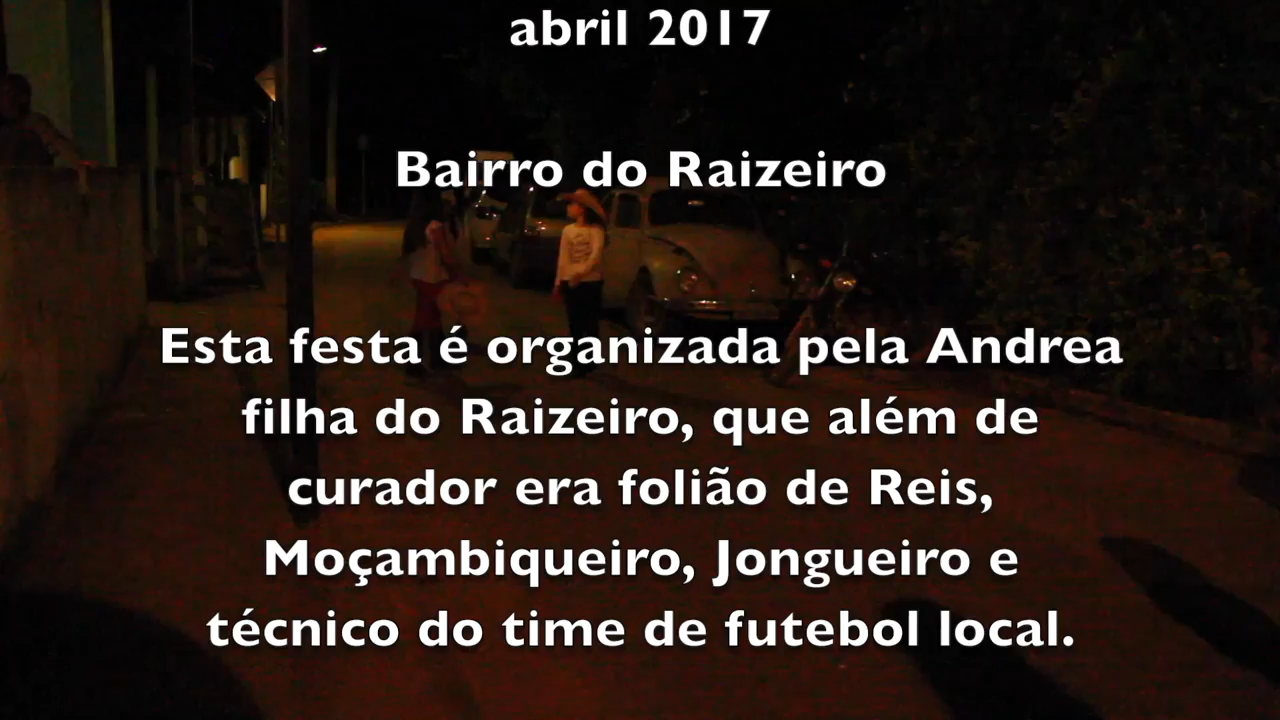 abril 2017
Bairro do Raizeiro
Esta festa é organizada pela Andrea
filha do Raizeiro, que além de
curador era folião de Reis,
Moçambiqueiro, Jongueiro e
técnico do time de futebol local.